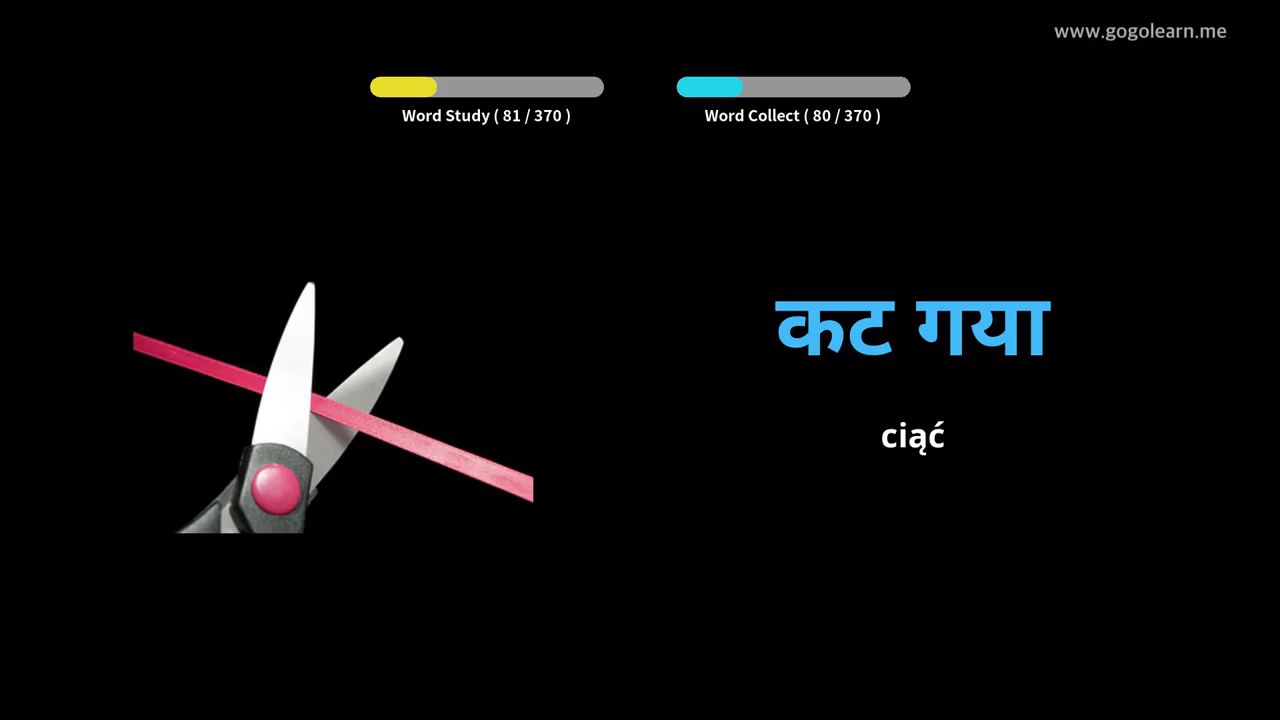 www.gogolearn.me
Word Study ( 81 / 370 )
Word Collect ( 80 / 370 )
कट गया
ciąć